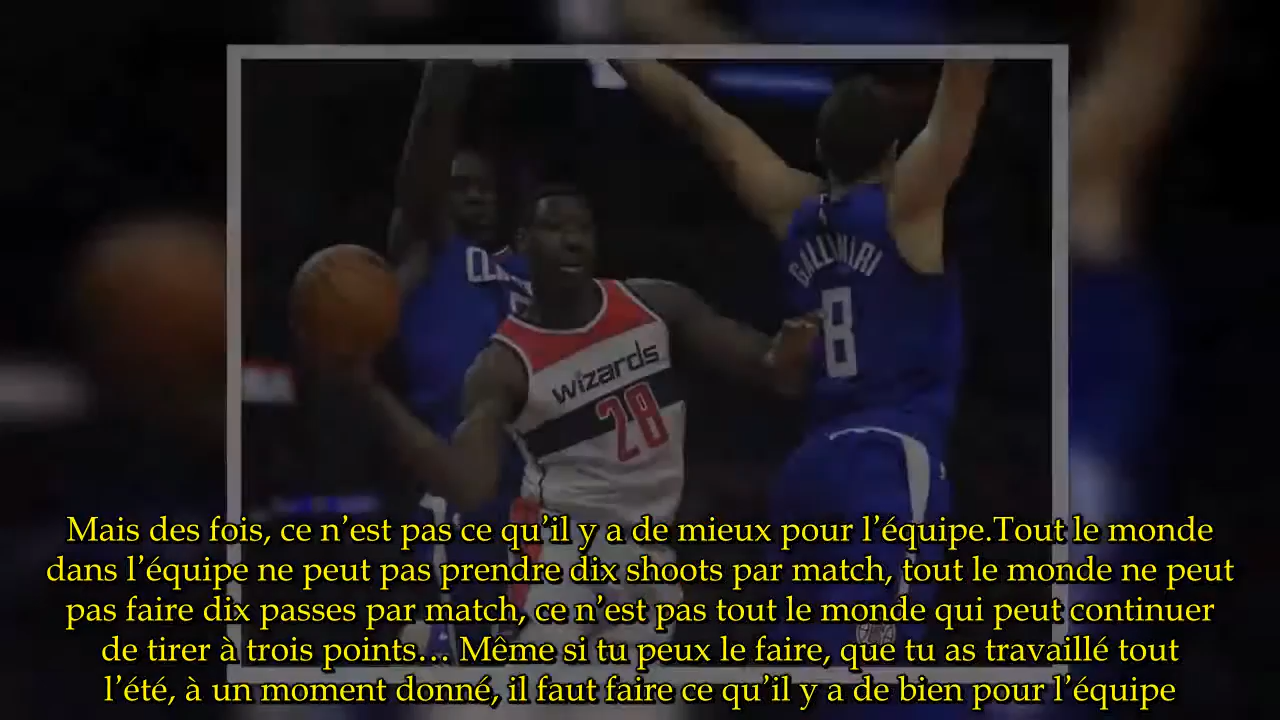 CL
GALLINARI
8
wizards
28
Mais des fois, ce n’est pas ce qu’il y a de mieux pour l’équipe.Tout le monde
dans l’équipe ne peut pas prendre dix shoots par match, tout le monde ne peut
pas faire dix passes par match, ce n’est pas tout le monde qui peut continuer
de tirer à trois points… Même si tu peux le faire, que tu as travaillé tout
l’été, à un moment donné, il faut faire ce qu’il y a de bien pour l’équipe